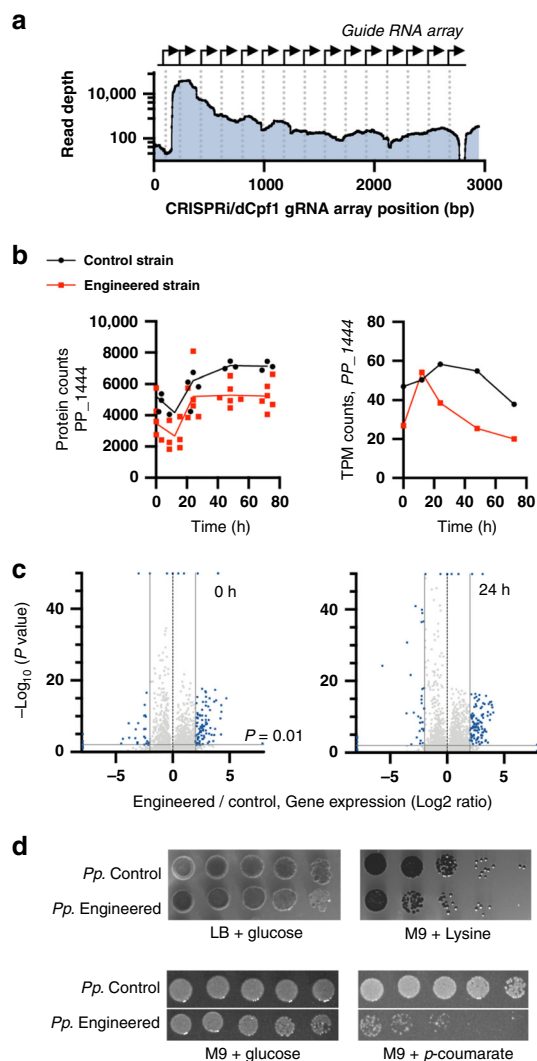 a
Guide RNA array
Read depth
10,000
100
0 1000 2000 3000
CRISPRi/dCpf1 gRNA array position (bp)
b
Control strain
Engineered strain
Protein counts
PP_1444
10,000
8000
6000
4000
2000
0
0 20 40 60 80
Time (h)
TPM counts, PP_1444
80
60
40
20
0
0 20 40 60 80
Time (h)
c
–Log10 (P value)
40
20
0
0 h
P = 0.01
–5 0 5
40
20
0
24 h
–5 0 5
Engineered / control, Gene expression (Log2 ratio)
d
Pp. Control
Pp. Engineered
LB + glucose
M9 + Lysine
Pp. Control
Pp. Engineered
M9 + glucose
M9 + p-coumarate